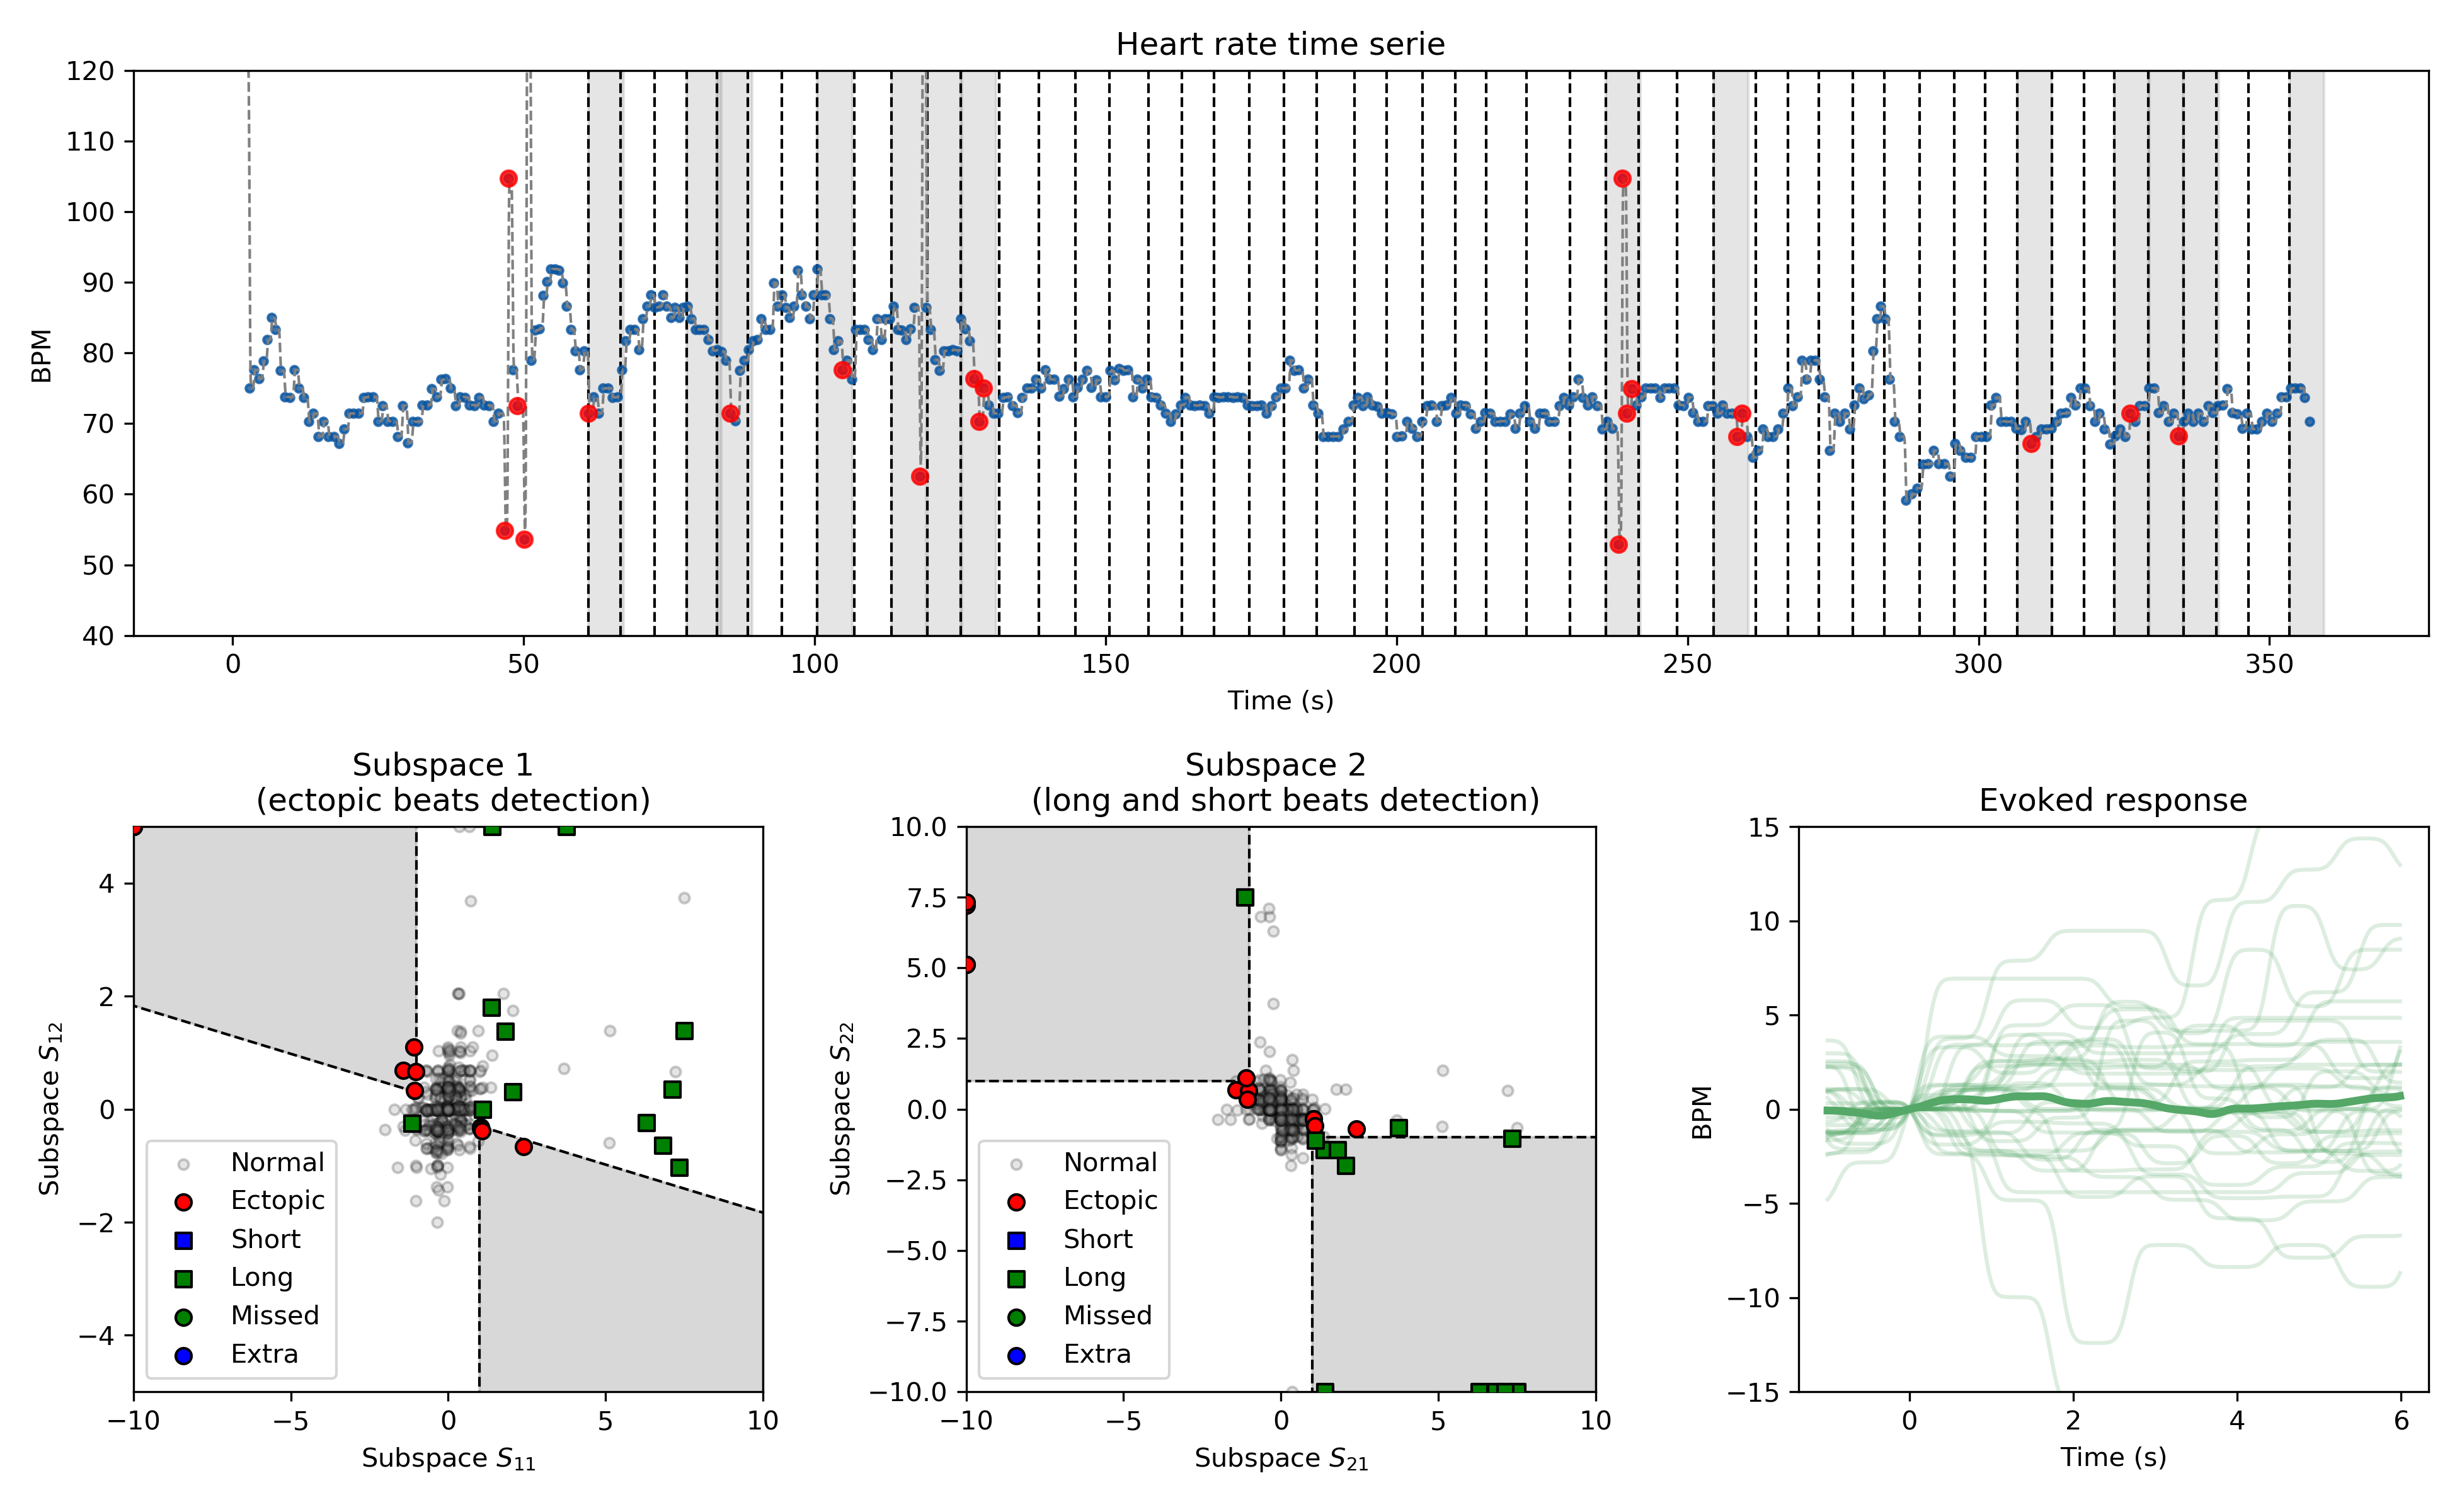 Heart rate time serie
120
110
100
90
80
70
60
50
40
BPM
0 50 100 150 200 250 300 350
Time (s)
Subspace 1
(ectopic beats detection)
4
2
0
−2
−4
Subspace S12
Normal
Ectopic
Short
Long
Missed
Extra
−10 −5 0 5 10
Subspace S11
Subspace 2
(long and short beats detection)
10.0
7.5
5.0
2.5
0.0
−2.5
−5.0
−7.5
−10.0
Subspace S22
Normal
Ectopic
Short
Long
Missed
Extra
−10 −5 0 5 10
Subspace S21
Evoked response
15
10
5
0
−5
−10
−15
BPM
0 2 4 6
Time (s)